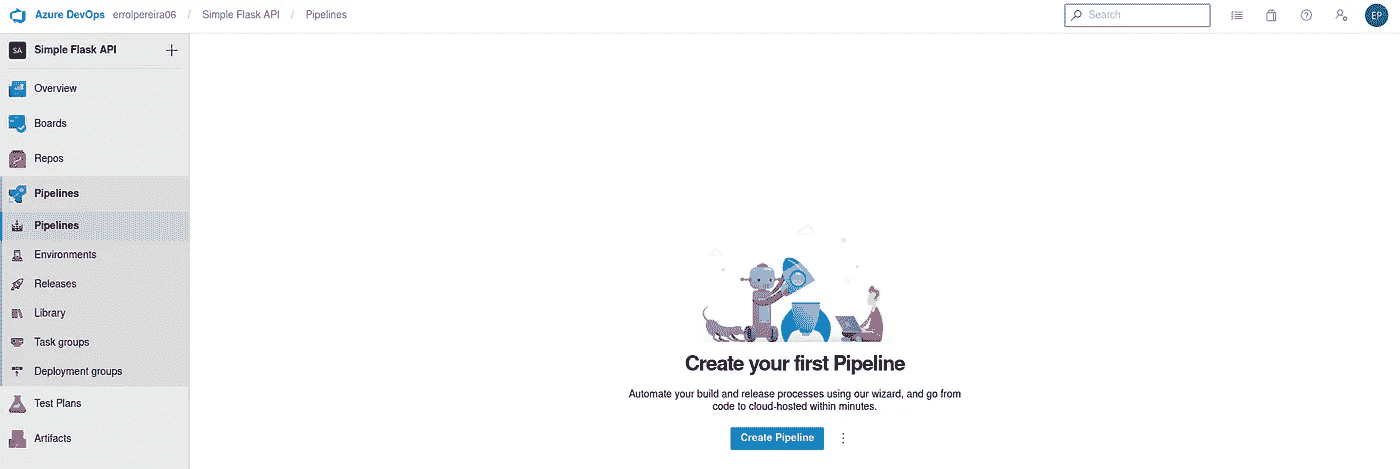 Azure DevOps errolpereira06 / Simple Flask API / Pipelines
Search
EP
SA Simple Flask API
Overview
Boards
Repos
Pipelines
Pipelines
Environments
Releases
Library
Task groups
Deployment groups
Test Plans
Artifacts
Create your first Pipeline
Automate your build and release processes using our wizard, and go from
code to cloud-hosted within minutes.
Create Pipeline